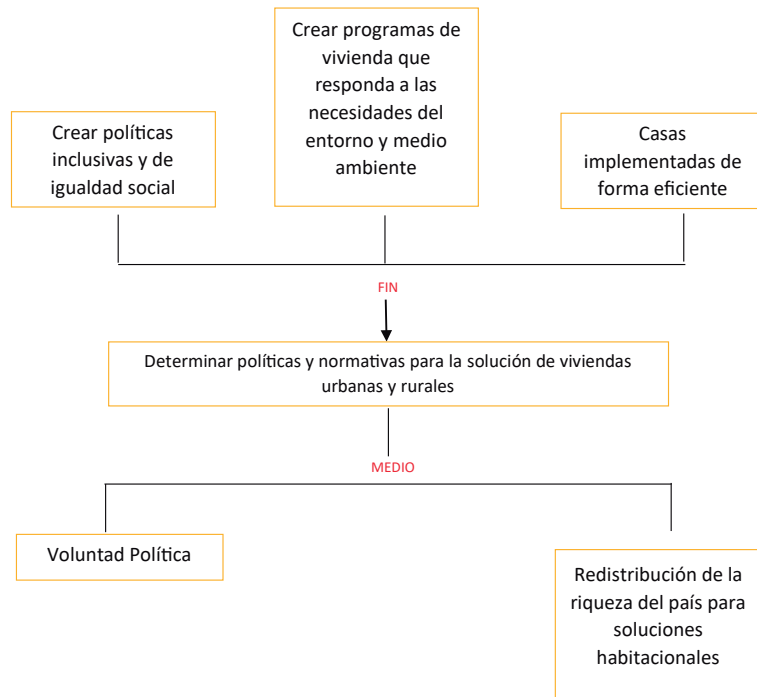 Crear programas de
vivienda que
responda a las
necesidades del
entorno y medio
ambiente
Crear políticas
inclusivas y de
igualdad social
Casas
implementadas de
forma eficiente
FIN
Determinar políticas y normativas para la solución de viviendas
urbanas y rurales
MEDIO
Voluntad Política
Redistribución de la
riqueza del país para
soluciones
habitacionales